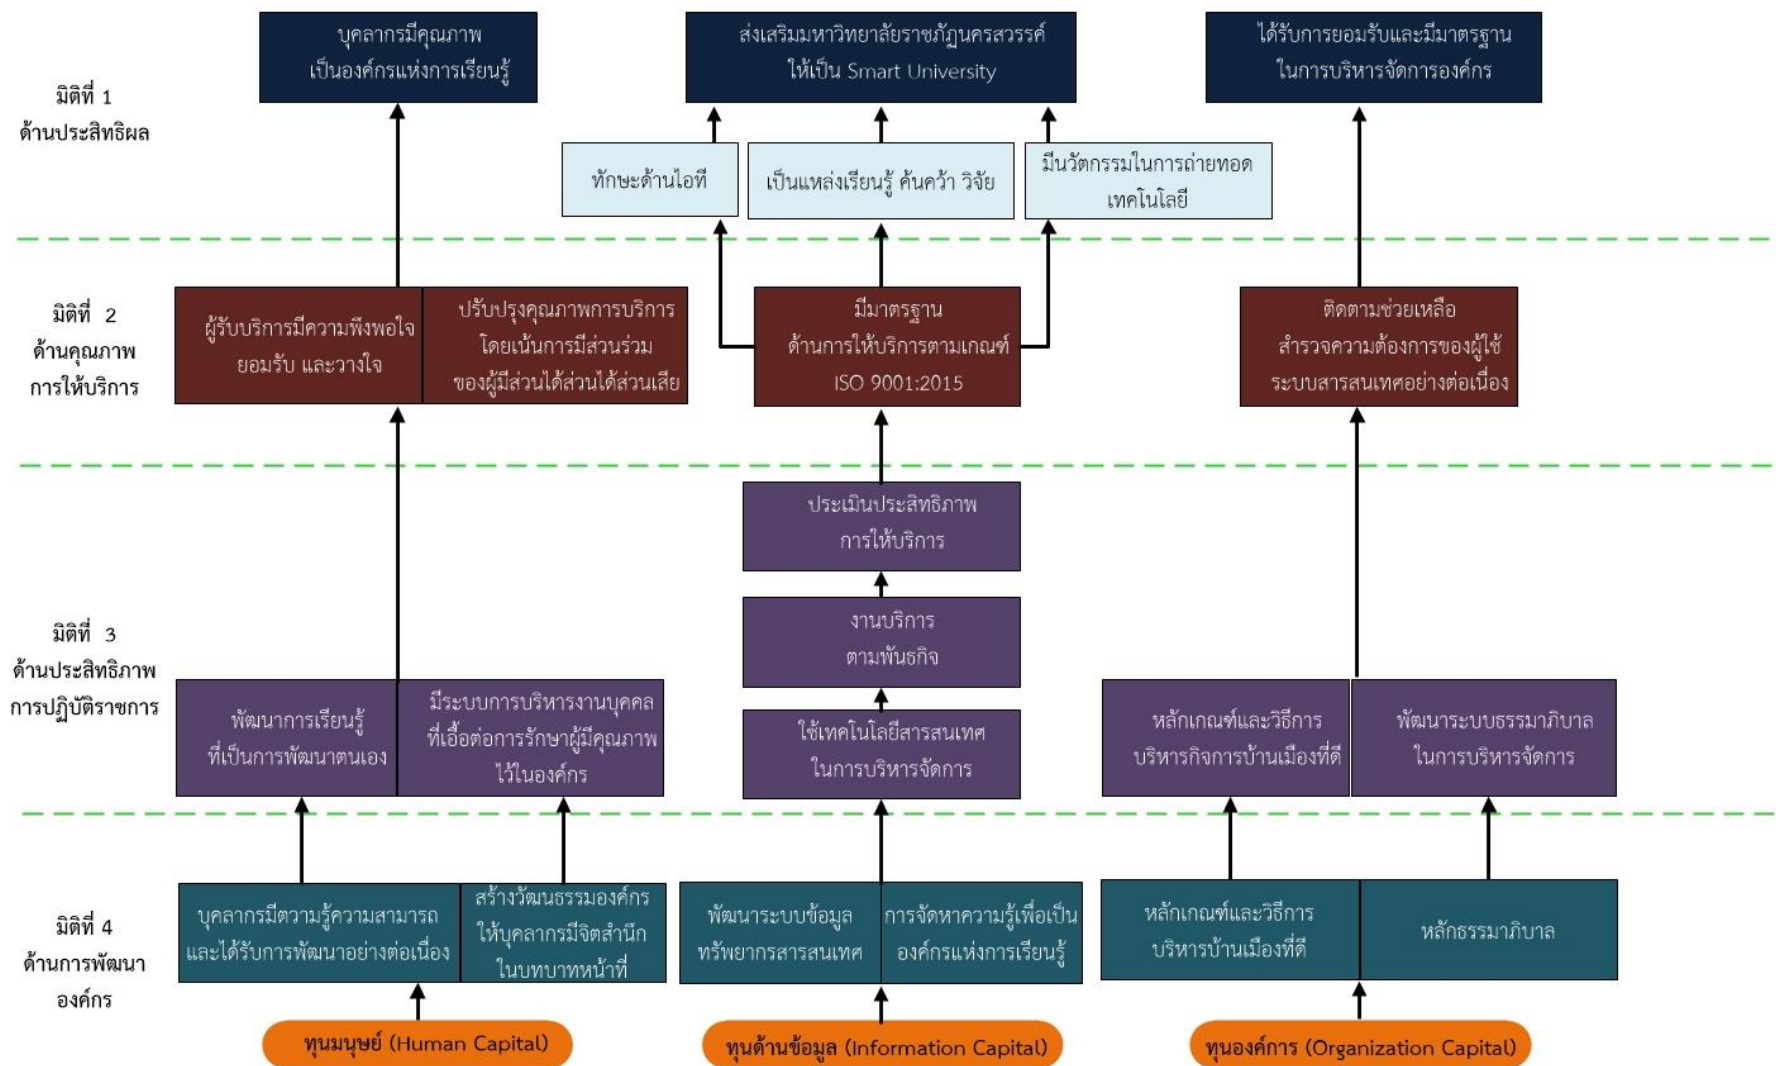 บุคลากรมีคุณภาพ
เป็นองค์กรแห่งการเรียนรู้
ส่งเสริมมหาวิทยาลัยราชภัฏนครสวรรค์
ให้เป็น Smart University
ได้รับการยอมรับและมีมาตรฐาน
ในการบริหารจัดการองค์กร
มิติที่ 1
ด้านประสิทธิผล
ทักษะด้านไอที
เป็นแหล่งเรียนรู้ ค้นคว้า วิจัย
มีนวัตกรรมในการถ่ายทอด
เทคโนโลยี
มิติที่ 2
ด้านคุณภาพ
การให้บริการ
ผู้รับบริการมีความพึงพอใจ
ยอมรับ และวางใจ
ปรับปรุงคุณภาพการบริการ
โดยเน้นการมีส่วนร่วม
ของผู้มีส่วนได้ส่วนได้ส่วนเสีย
มีมาตรฐาน
ด้านการให้บริการตามเกณฑ์
ISO 9001:2015
ติดตามช่วยเหลือ
สำรวจความต้องการของผู้ใช้
ระบบสารสนเทศอย่างต่อเนื่อง
ประเมินประสิทธิภาพ
การให้บริการ
งานบริการ
ตามพันธกิจ
มิติที่ 3
ด้านประสิทธิภาพ
การปฏิบัติราชการ
พัฒนาการเรียนรู้
ที่เป็นการพัฒนาตนเอง
มีระบบการบริหารงานบุคคล
ที่เอื้อต่อการรักษาผู้มีคุณภาพ
ไว้ในองค์กร
ใช้เทคโนโลยีสารสนเทศ
ในการบริหารจัดการ
หลักเกณฑ์และวิธีการ
บริหารกิจการบ้านเมืองที่ดี
พัฒนาระบบธรรมาภิบาล
ในการบริหารจัดการ
มิติที่ 4
ด้านการพัฒนา
องค์กร
บุคลากรมีตวามรู้ความสามารถ
และได้รับการพัฒนาอย่างต่อเนื่อง
สร้างวัฒนธรรมองค์กร
ให้บุคลากรมีจิตสำนึก
ในบทบาทหน้าที่
พัฒนาระบบข้อมูล
ทรัพยากรสารสนเทศ
การจัดหาความรู้เพื่อเป็น
องค์กรแห่งการเรียนรู้
หลักเกณฑ์และวิธีการ
บริหารบ้านเมืองที่ดี
หลักธรรมาภิบาล
ทุนมนุษย์ (Human Capital)
ทุนด้านข้อมูล (Information Capital)
ทุนองค์การ (Organization Capital)